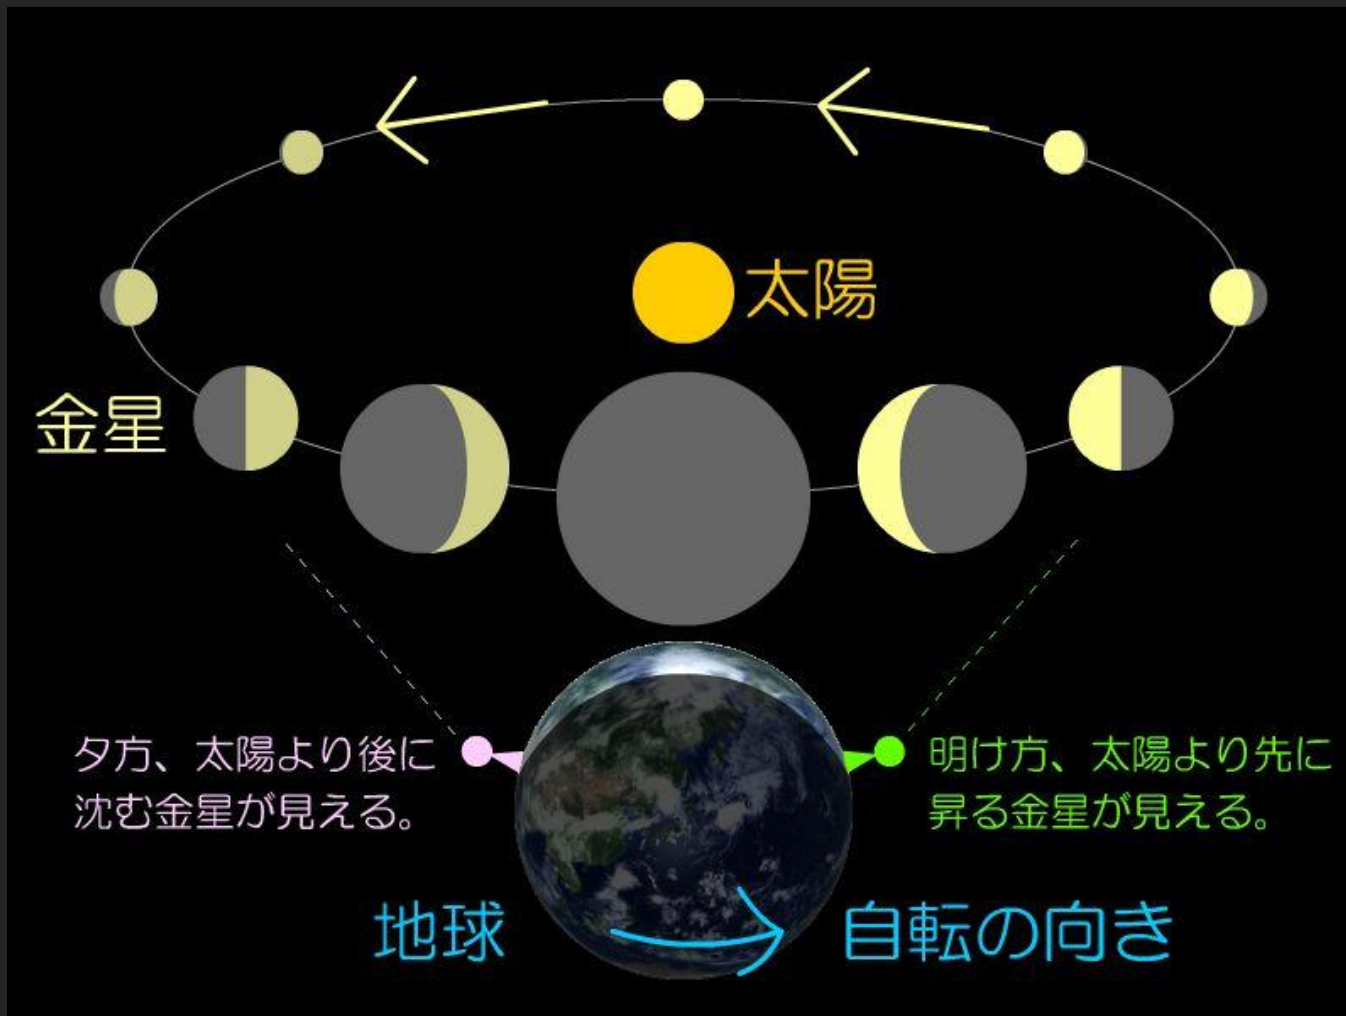 太陽
金星
夕方、太陽より後に
沈む金星が見える。
明け方、太陽より先に
昇る金星が見える。
地球
自転の向き